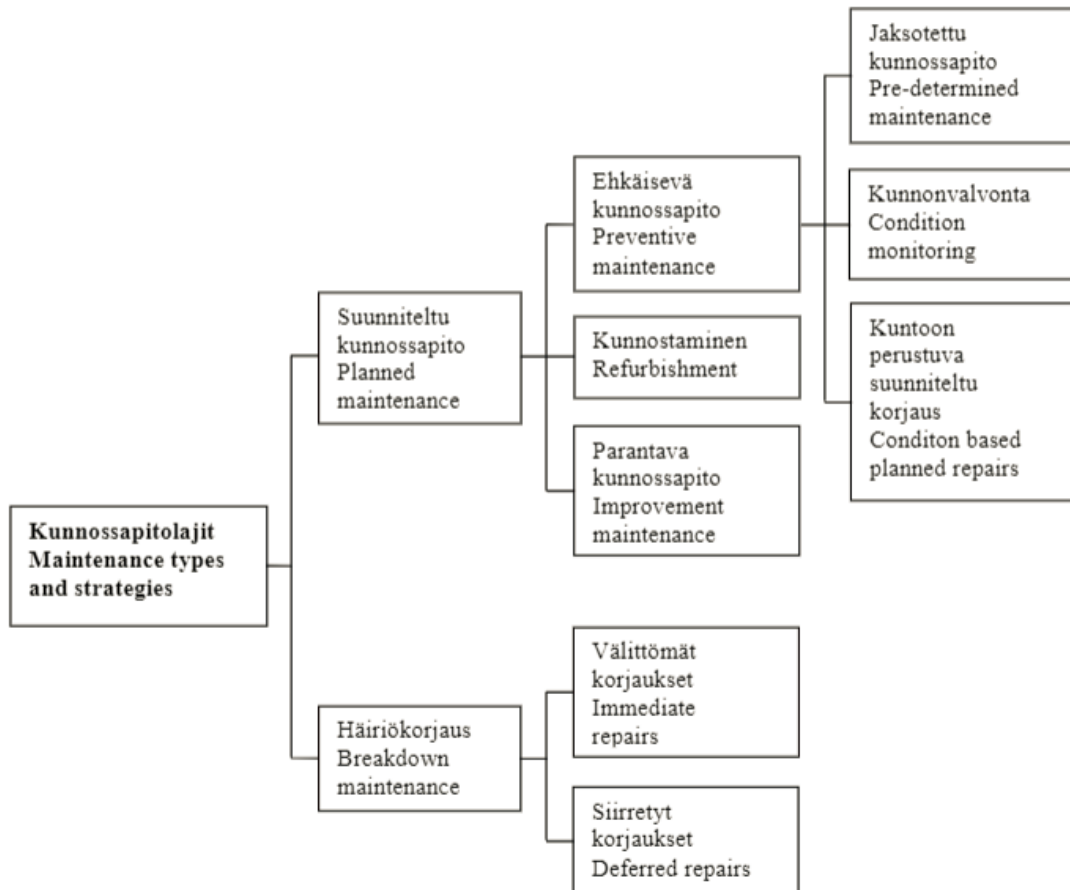 Kunnossapitolajit
Maintenance types
and strategies
Suunniteltu
kunnossapito
Planned
maintenance
Ehkäisevä
kunnossapito
Preventive
maintenance
Jaksotettu
kunnossapito
Pre-determined
maintenance
Kunnonvalvonta
Condition
monitoring
Kuntoon
perustuva
suunniteltu
korjaus
Conditon based
planned repairs
Kunnostaminen
Refurbishment
Parantava
kunnossapito
Improvement
maintenance
Häiriökorjaus
Breakdown
maintenance
Välittömät
korjaukset
Immediate
repairs
Siirretyt
korjaukset
Deferred repairs